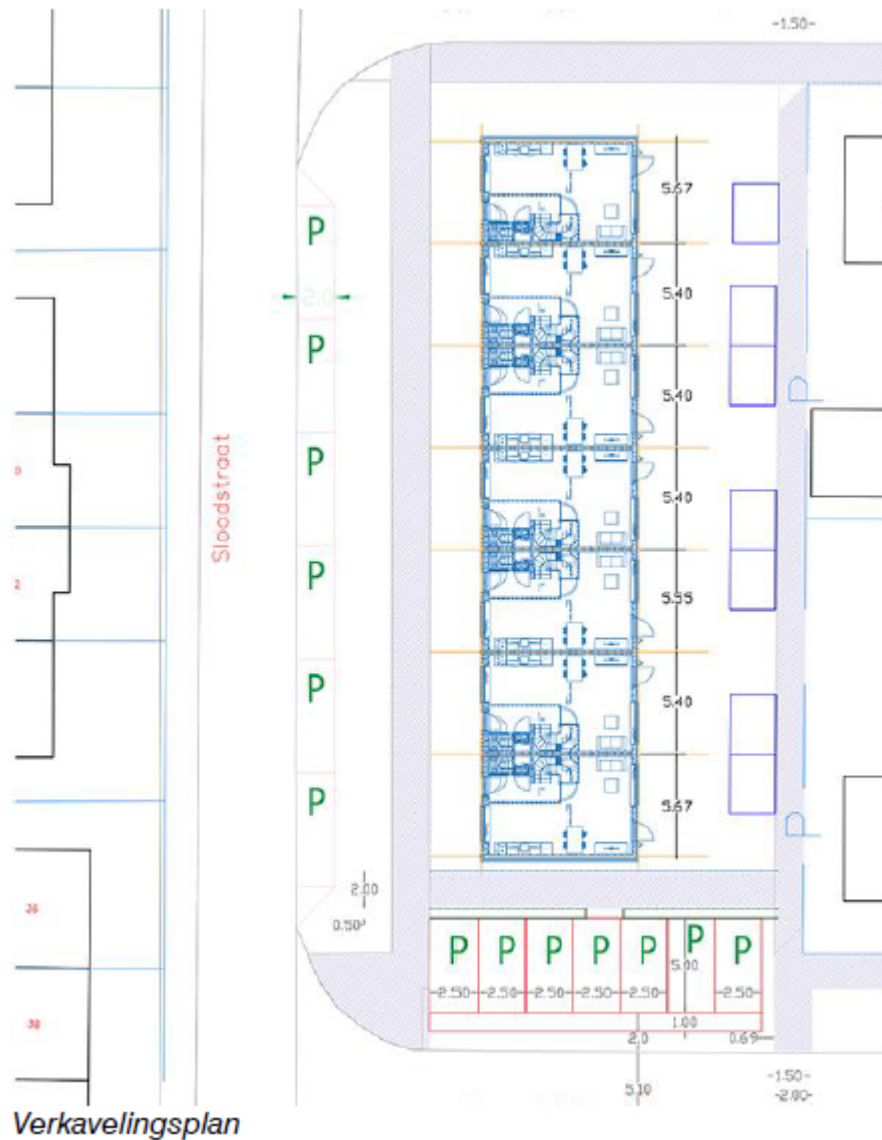 -1.50-
P
2.0
P
P
P
P
P
Sloodstraat
5.67
5.40
5.40
5.40
5.55
5.40
5.67
P
P
36
38
2.00
0.50
P P P P P P P
5.00
-2.50- -2.50- -2.50- -2.50- -2.50- -2.50-
1.00
2.0 0.69
5.10
-1.50-
-2.00-
Verkavelingsplan